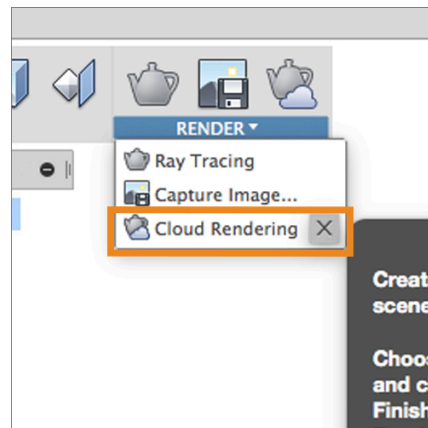 RENDER
Ray Tracing
Capture Image...
Cloud Rendering
Creat
scene
Choos
and c
Finish